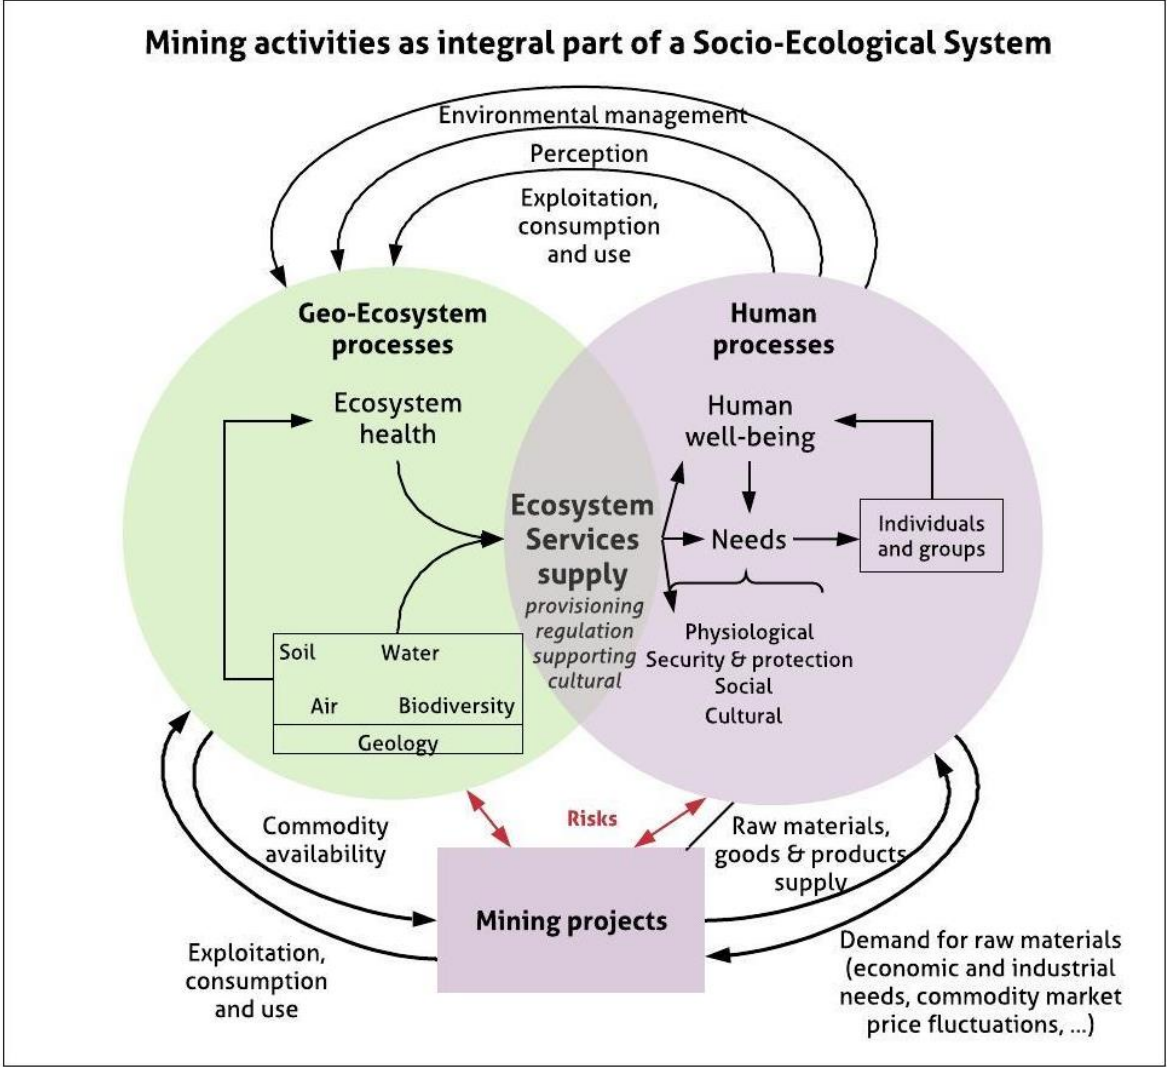 Mining activities as integral part of a Socio-Ecological System
Environmental management
Perception
Exploitation,
consumption
and use
Geo-Ecosystem
processes
Human
processes
Ecosystem
health
Human
well-being
Ecosystem
Services
supply
provisioning
regulation
supporting
cultural
Needs
Individuals
and groups
Physiological
Security & protection
Social
Cultural
Soil
Water
Air
Biodiversity
Geology
Commodity
availability
Risks
Raw materials,
goods & products
supply
Mining projects
Exploitation,
consumption
and use
Demand for raw materials
(economic and industrial
needs, commodity market
price fluctuations, ...)